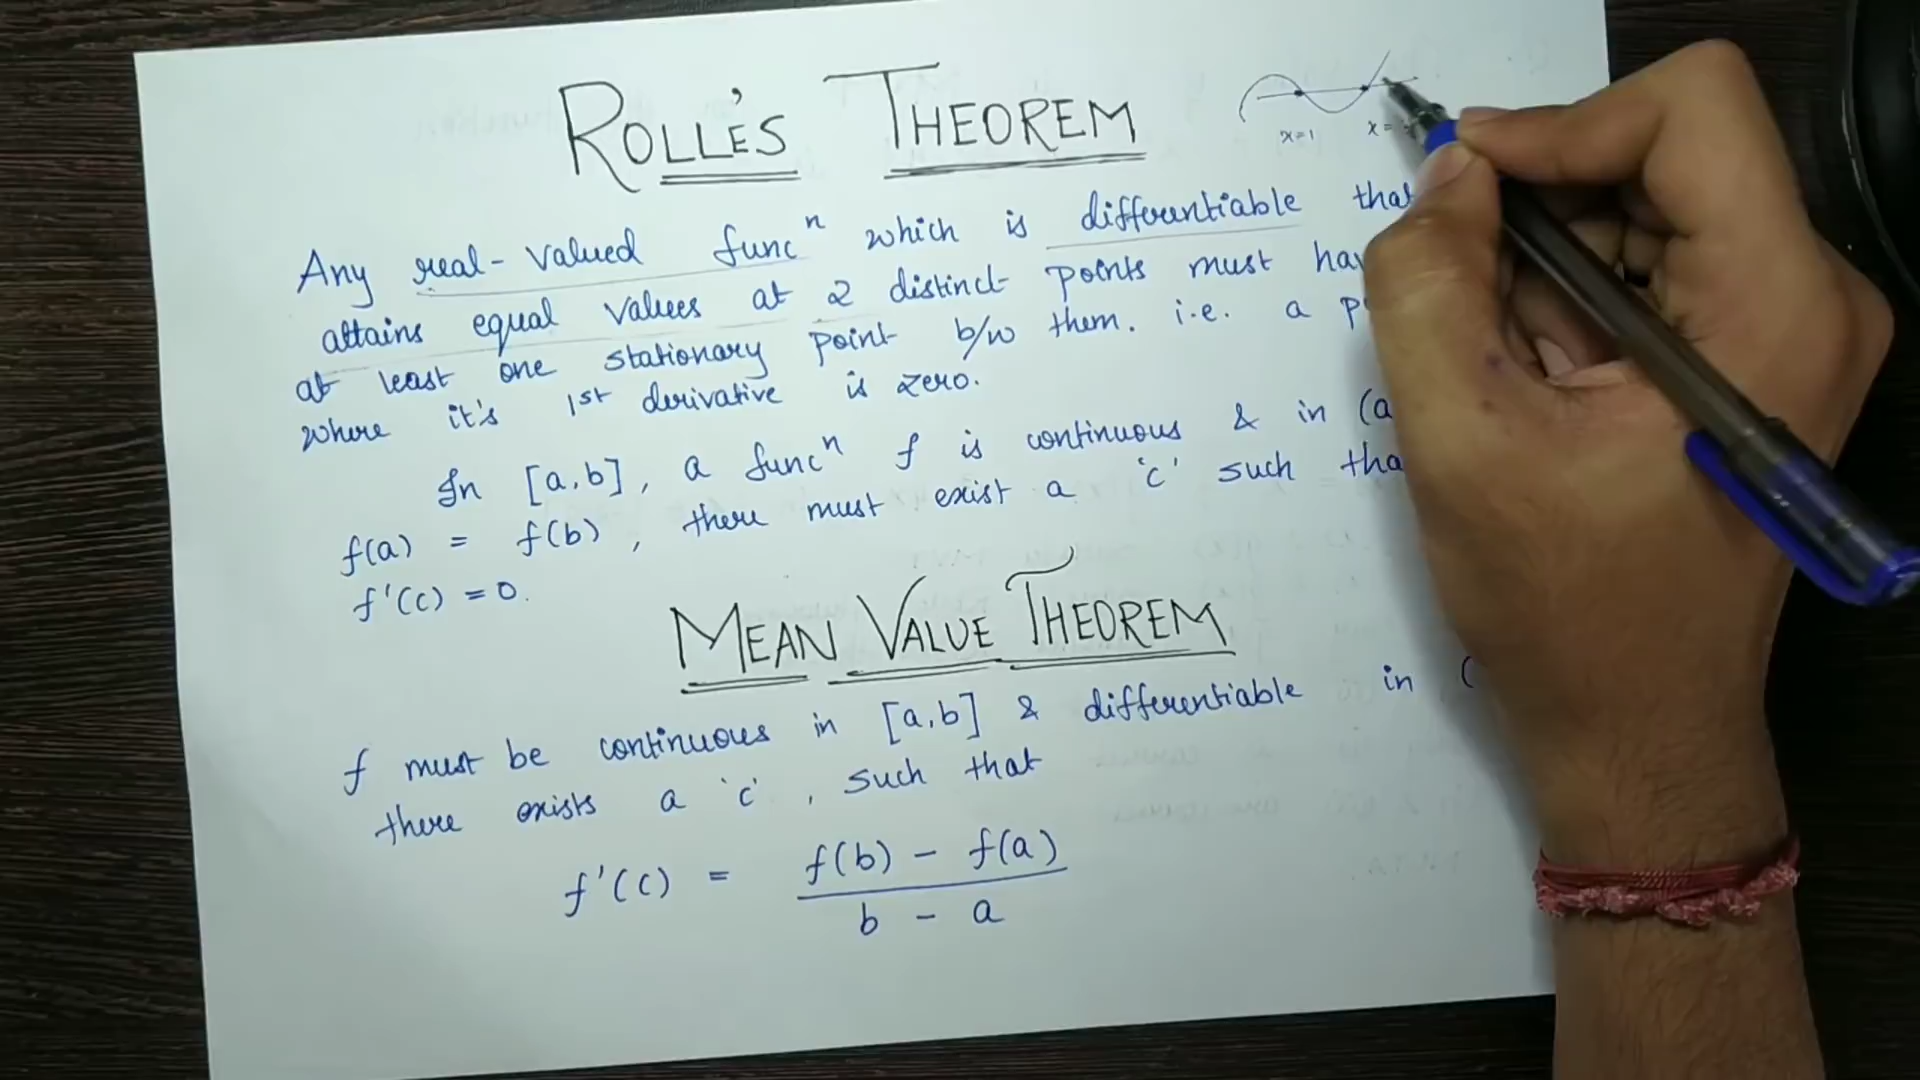 ROLLE'S THEOREM
x=1 x=
Any real-valued funcⁿ which is differentiable that
attains equal values at 2 distinct points must
at least one stationary point b/w them. i.e. a
where it's 1st derivative is zero.
In [a,b], a funcⁿ f is continuous & in (a
f(a) = f(b), there must exist a 'c' such
f'(c) = 0.
MEAN VALUE THEOREM
f must be continuous in [a,b] & differentiable in (
there exists a 'c', such that
f'(c) = f(b) - f(a)
b - a